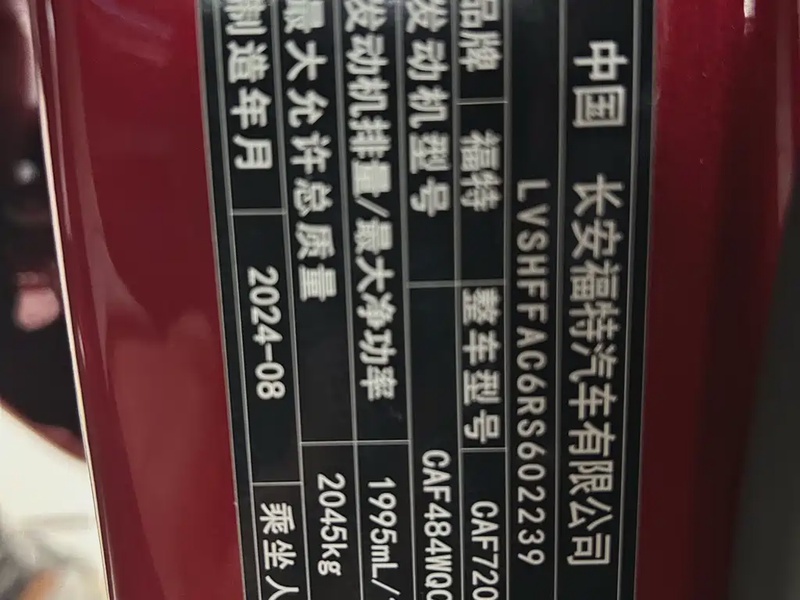 中国 长安福特汽车有限公司
LVSHFFAC6RS602239
品牌 福特 整车型号 CAF720
发动机型号 CAF484WQC
发动机排量/最大净功率 1995mL/
最大允许总质量 2045kg
制造年月 2024-08 乘坐人